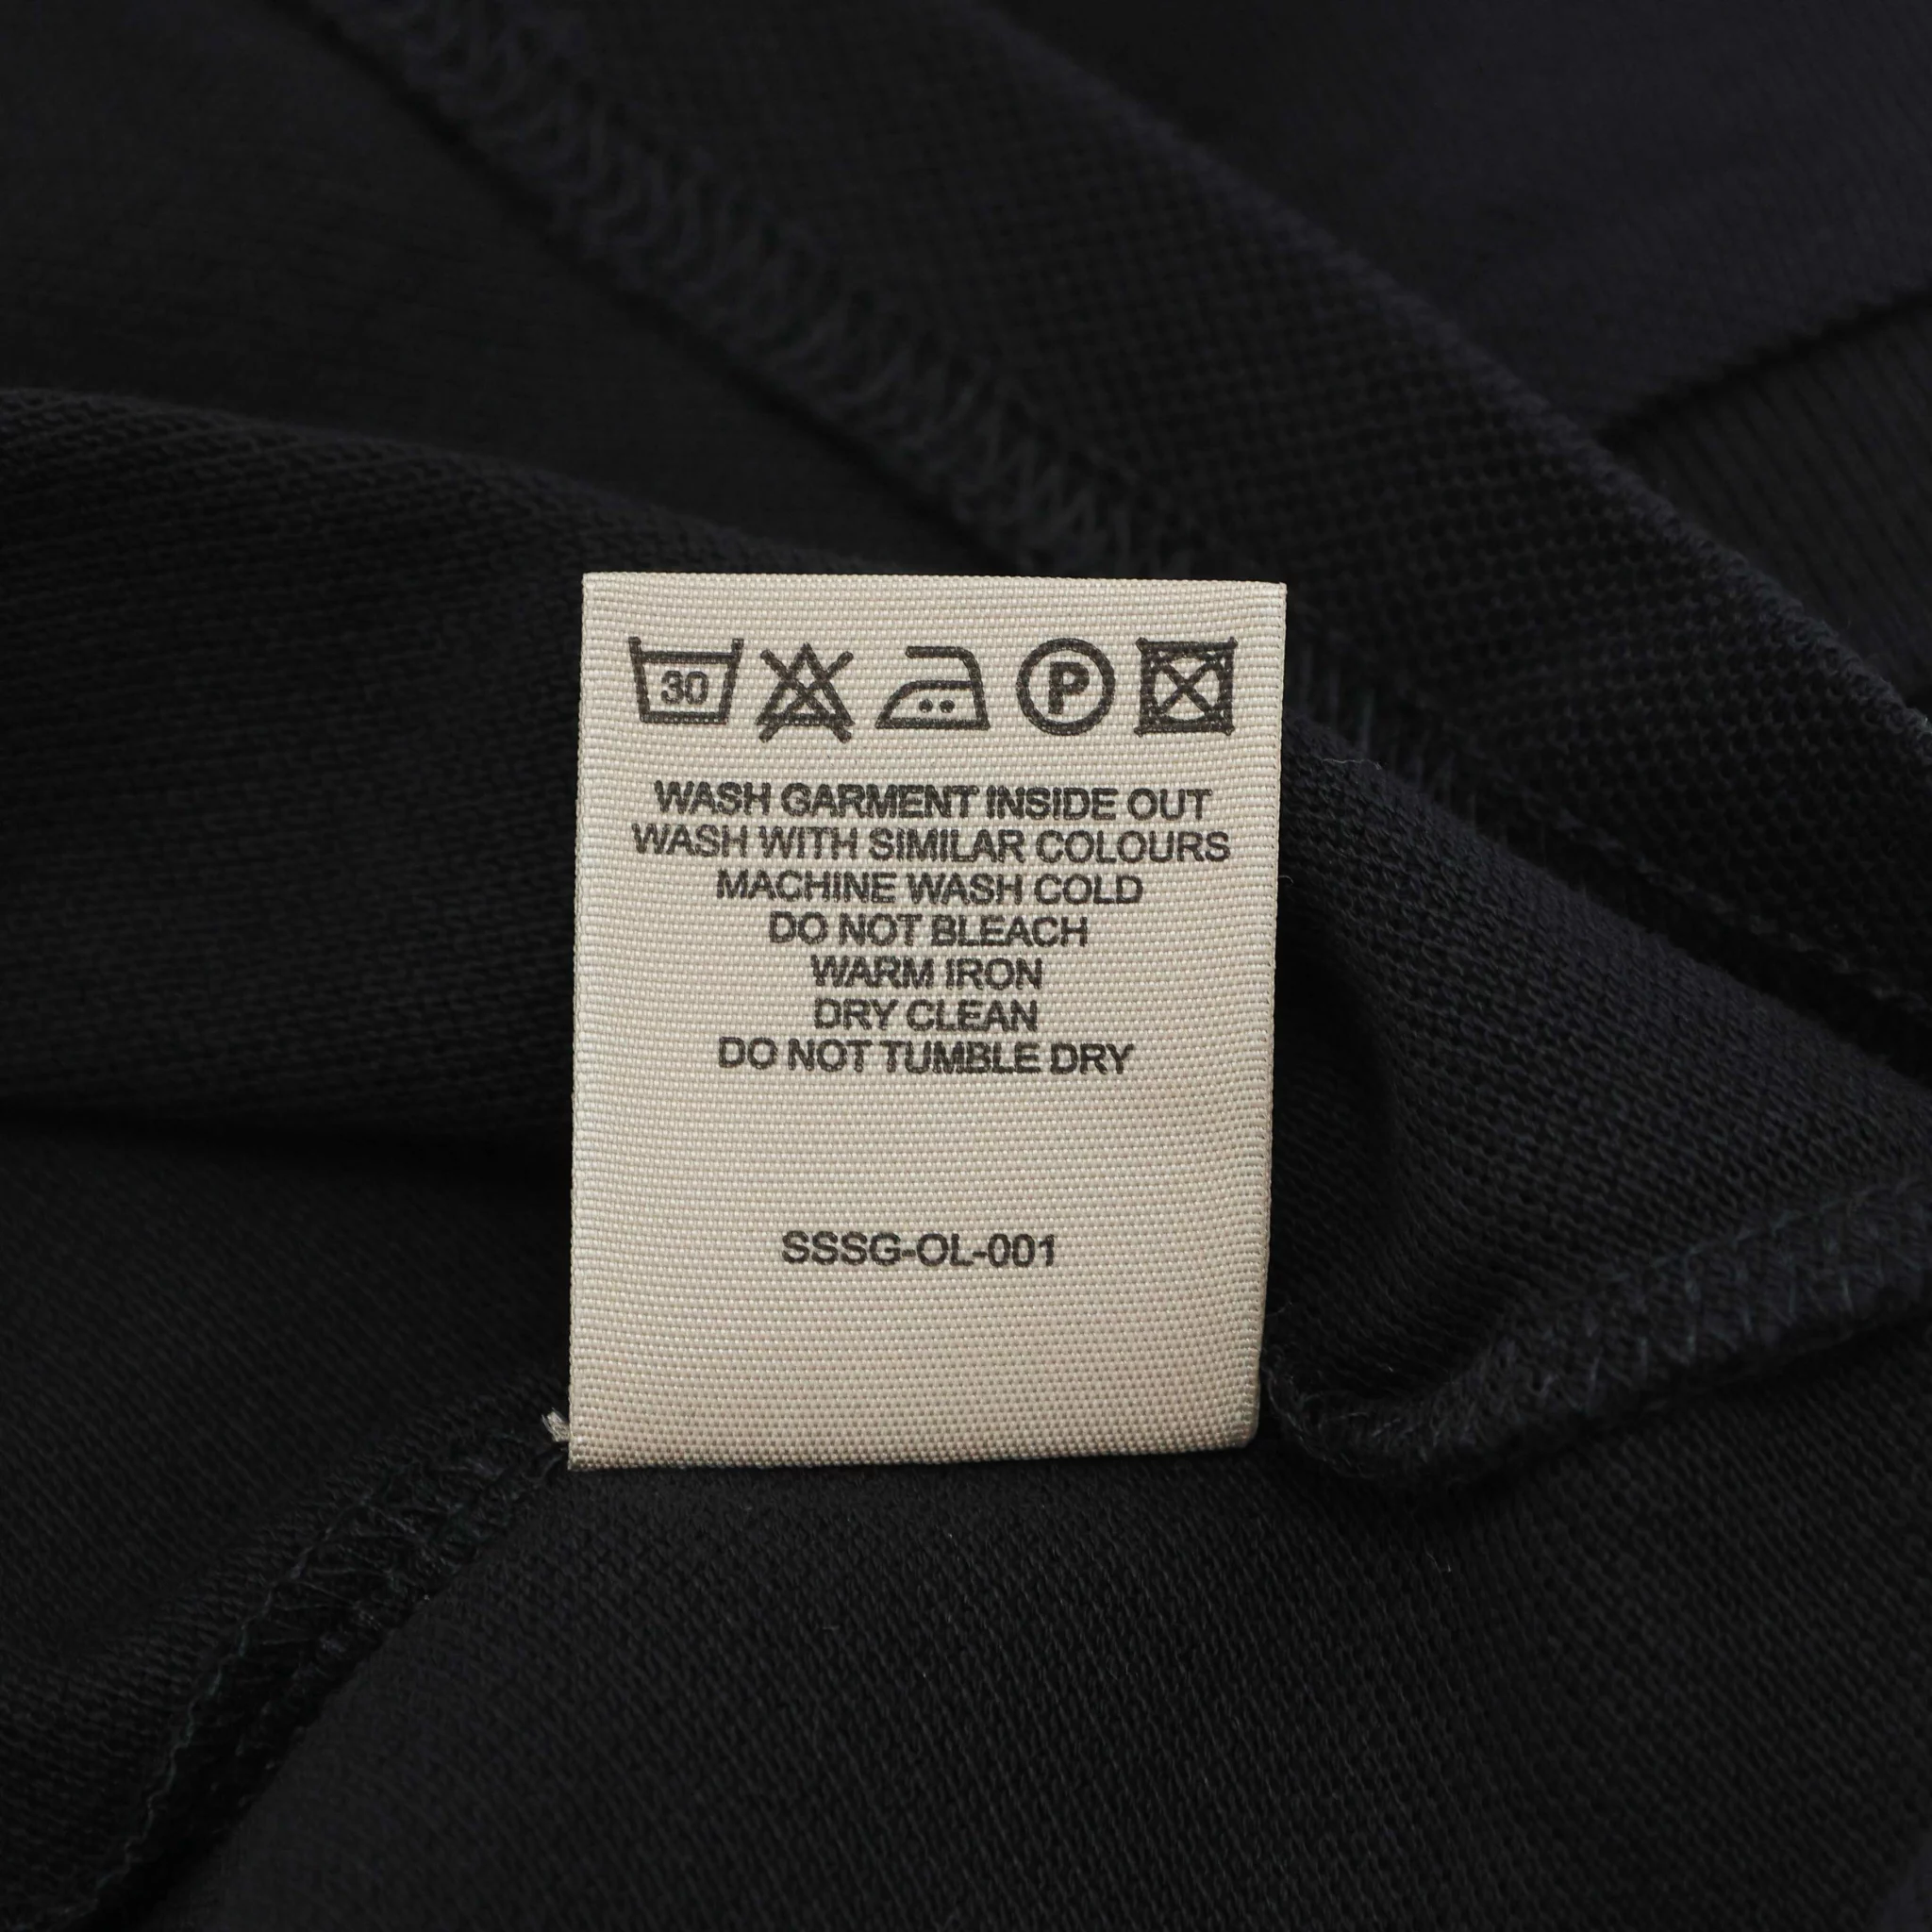 30 P
WASH GARMENT INSIDE OUT
WASH WITH SIMILAR COLOURS
MACHINE WASH COLD
DO NOT BLEACH
WARM IRON
DRY CLEAN
DO NOT TUMBLE DRY
SSSG-OL-001